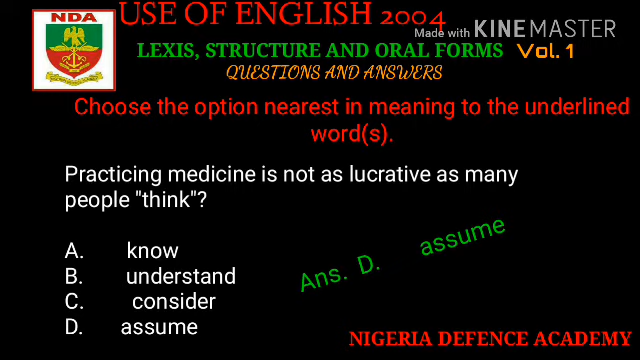 NDA
USE OF ENGLISH 2004
Made with KINEMASTER
LEXIS, STRUCTURE AND ORAL FORMS Vol. 1
QUESTIONS AND ANSWERS
Choose the option nearest in meaning to the underlined
word(s).
Practicing medicine is not as lucrative as many
people "think"?
A. know
B. understand
C. consider
D. assume
Ans. D. assume
NIGERIA DEFENCE ACADEMY